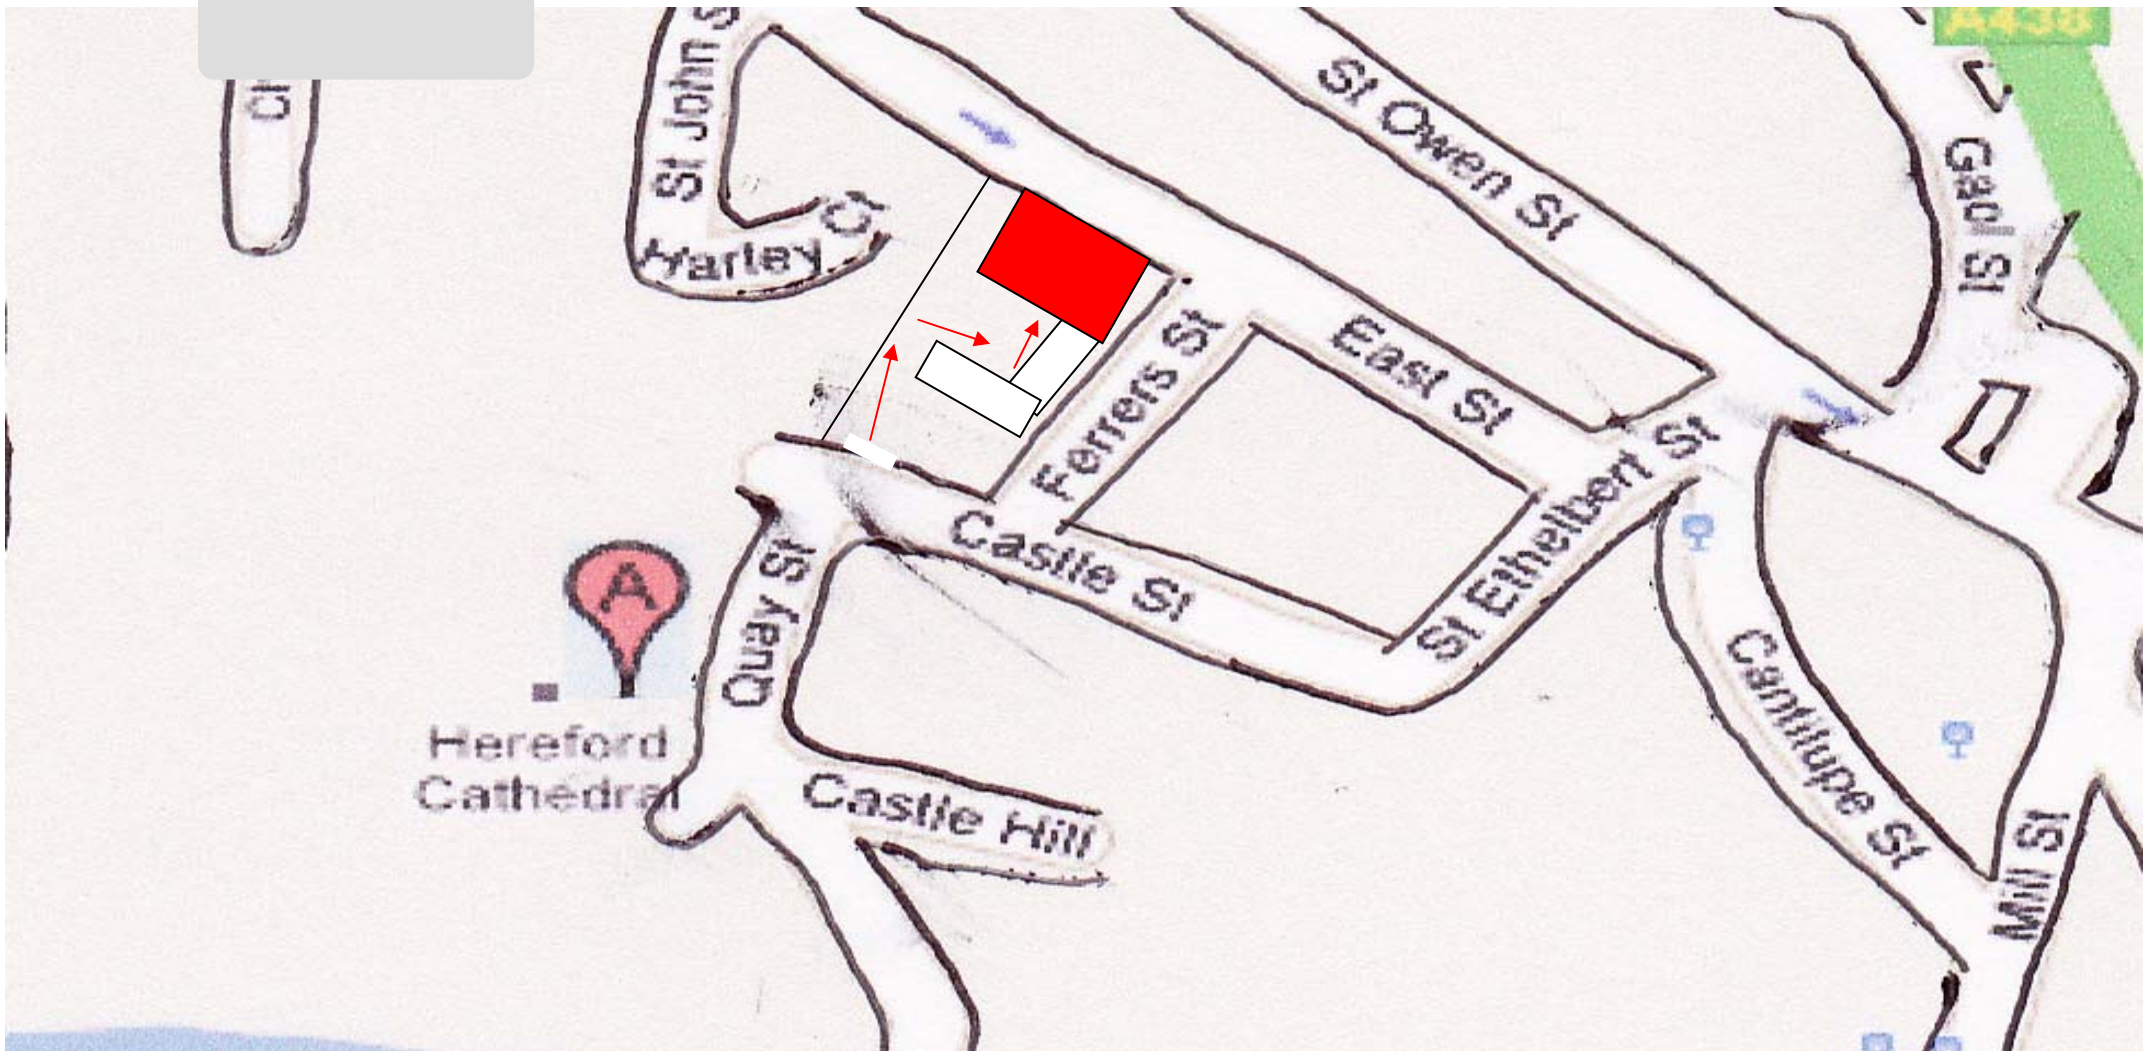 A438
St John S
St Owen St
Gaol St
Harley Ct
East St
Ferrers St
St Ethelbert St
Castle St
A
Quay St
Cantilupe St
Hereford
Cathedral
Castle Hill
Mill St